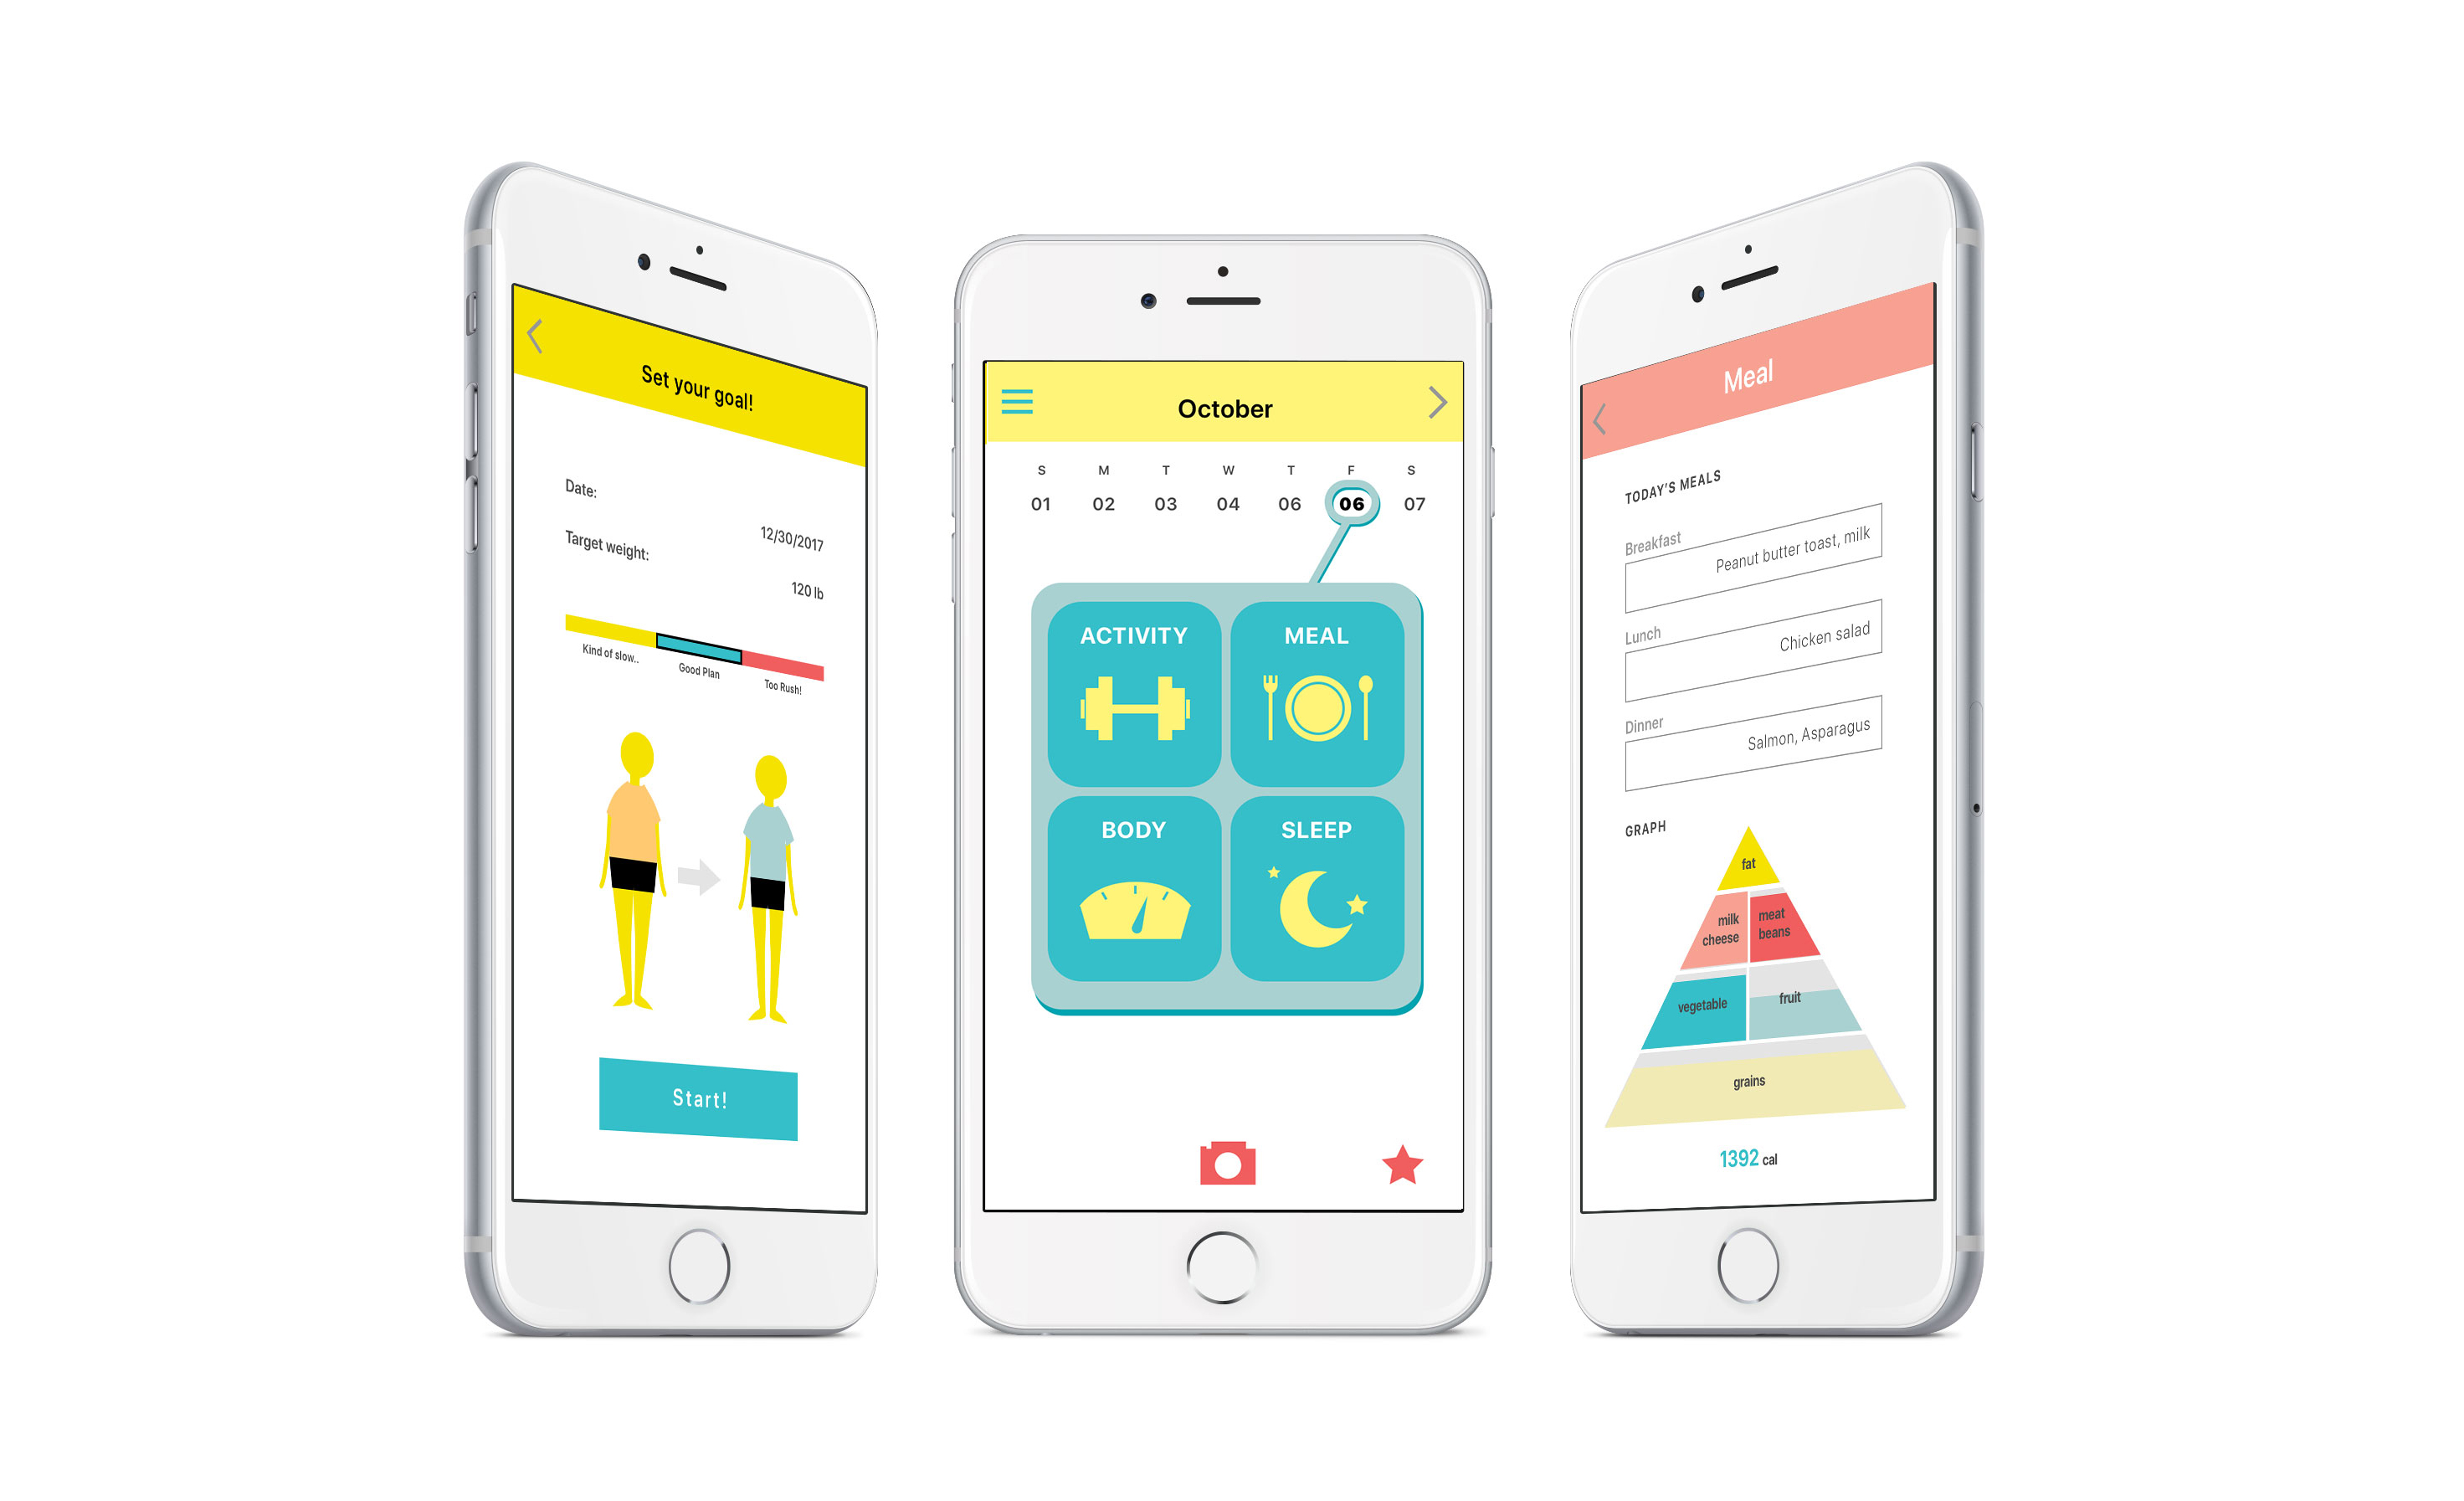 Set your goal!
Date:
12/30/2017
Target weight:
120 lb
Kind of slow..
Good Plan
Too Rush!
Start!
October
S M T W T F S
01 02 03 04 06 06 07
ACTIVITY
MEAL
BODY
SLEEP
Meal
TODAY'S MEALS
Breakfast
Peanut butter toast, milk
Lunch
Chicken salad
Dinner
Salmon, Asparagus
GRAPH
fat
milk
cheese
meat
beans
vegetable
fruit
grains
1392 cal